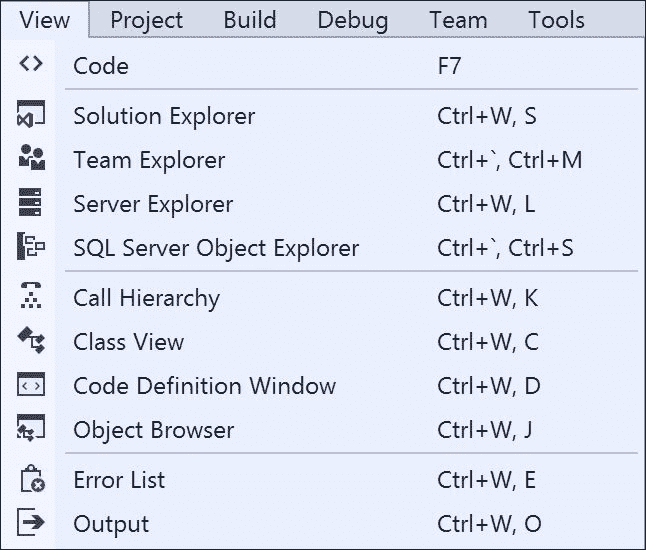 View Project Build Debug Team Tools
Code F7
Solution Explorer Ctrl+W, S
Team Explorer Ctrl+`, Ctrl+M
Server Explorer Ctrl+W, L
SQL Server Object Explorer Ctrl+`, Ctrl+S
Call Hierarchy Ctrl+W, K
Class View Ctrl+W, C
Code Definition Window Ctrl+W, D
Object Browser Ctrl+W, J
Error List Ctrl+W, E
Output Ctrl+W, O